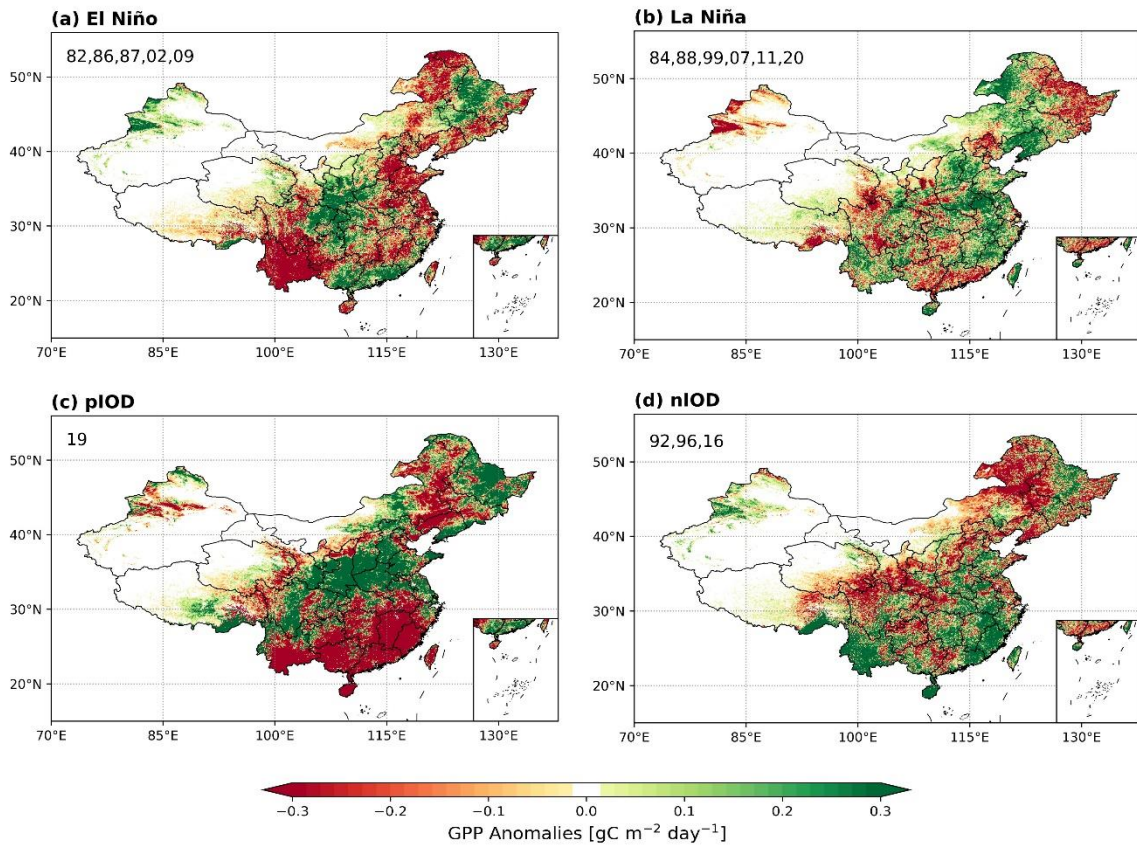 (a) El Niño
82,86,87,02,09
50°N
40°N
30°N
20°N
70°E 85°E 100°E 115°E 130°E
(b) La Niña
84,88,99,07,11,20
50°N
40°N
30°N
20°N
70°E 85°E 100°E 115°E 130°E
(c) pIOD
19
50°N
40°N
30°N
20°N
70°E 85°E 100°E 115°E 130°E
(d) nIOD
92,96,16
50°N
40°N
30°N
20°N
70°E 85°E 100°E 115°E 130°E
−0.3 −0.2 −0.1 0.0 0.1 0.2 0.3
GPP Anomalies [gC m⁻² day⁻¹]